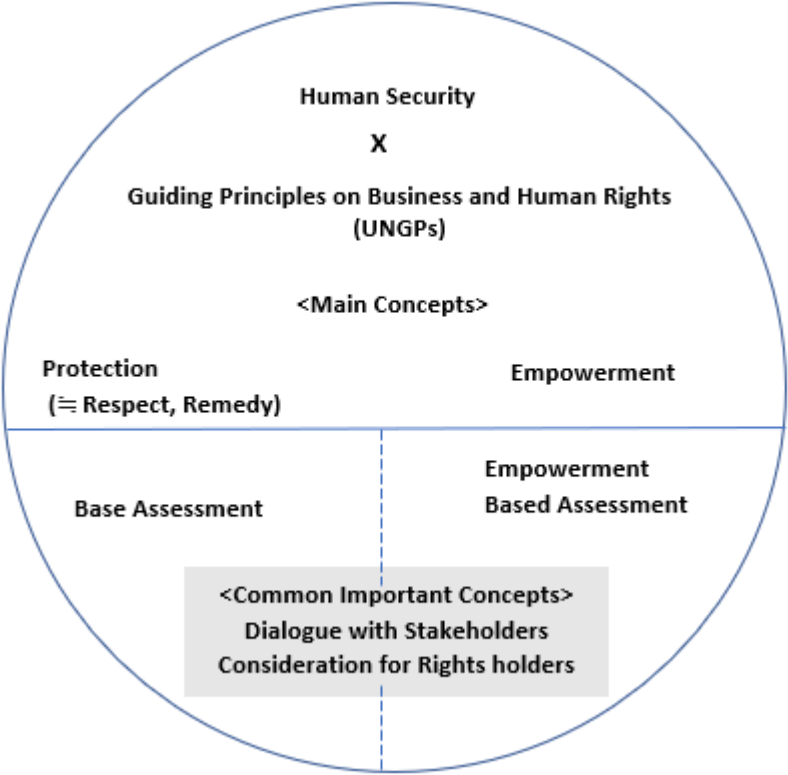 Human Security
X
Guiding Principles on Business and Human Rights
(UNGPs)
<Main Concepts>
Protection
(≒ Respect, Remedy)
Empowerment
Base Assessment
Empowerment
Based Assessment
<Common Important Concepts>
Dialogue with Stakeholders
Consideration for Rights holders